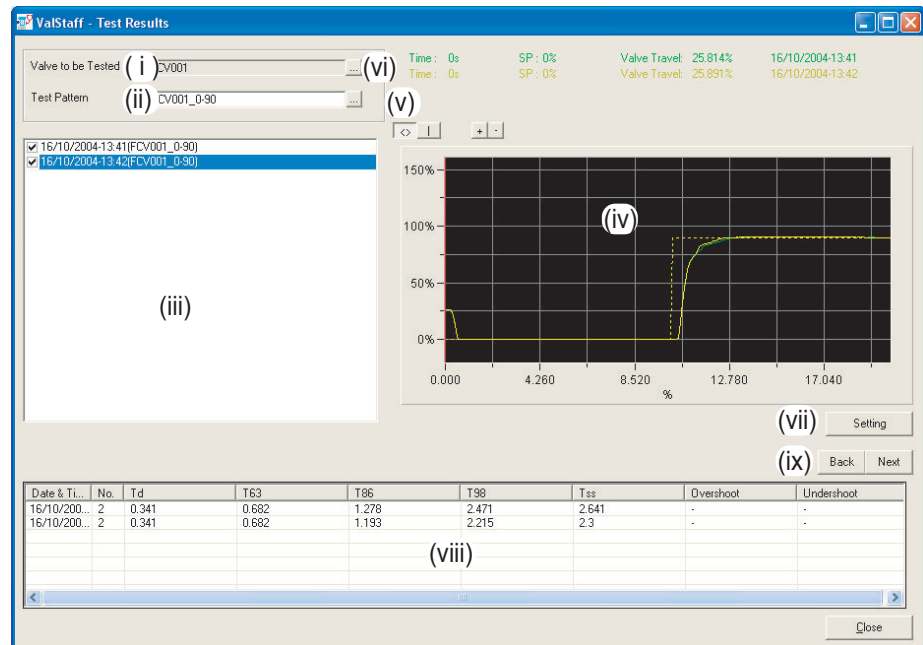 ValStaff - Test Results
Valve to be Tested (i) FCV001 ... (vi)
Test Pattern (ii) FCV001_0-90 ... (v)
Time: 0s SP: 0% Valve Travel: 25.814% 16/10/2004-13:41
Time: 0s SP: 0% Valve Travel: 25.891% 16/10/2004-13:42
<> | + -
16/10/2004-13:41(FCV001_0-90)
16/10/2004-13:42(FCV001_0-90)
(iii)
150%
100%
50%
0%
(iv)
0.000 4.260 8.520 12.780 17.040
%
(vii) Setting
(ix) Back Next
Date & Ti... No. Td T63 T86 T98 Tss Overshoot Undershoot
16/10/200... 2 0.341 0.682 1.278 2.471 2.641 - -
16/10/200... 2 0.341 0.682 1.193 2.215 2.3 - -
(viii)
Close